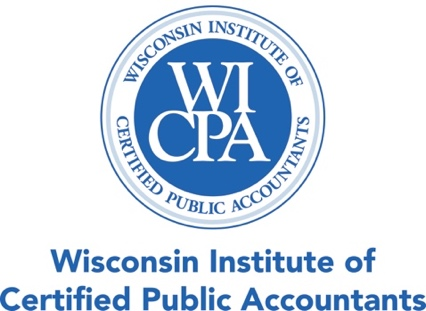 WISCONSIN INSTITUTE OF
WI
CPA
CERTIFIED PUBLIC ACCOUNTANTS
Wisconsin Institute of
Certified Public Accountants